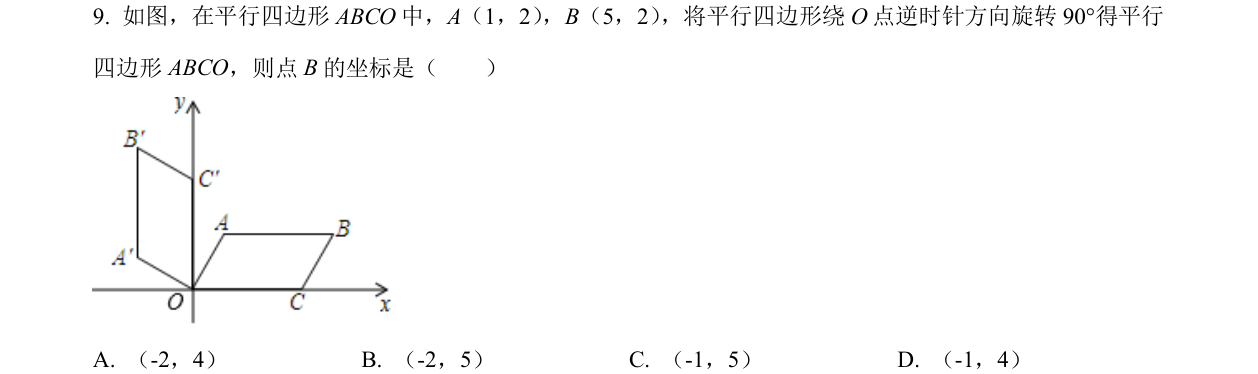 9. 如图，在平行四边形 ABCO 中，A（1，2），B（5，2），将平行四边形绕 O 点逆时针方向旋转 90°得平行
四边形 ABCO，则点 B 的坐标是（　　）
y
B'
C'
A
B
A'
O
C
x
A. （-2，4） B. （-2，5） C. （-1，5） D. （-1，4）